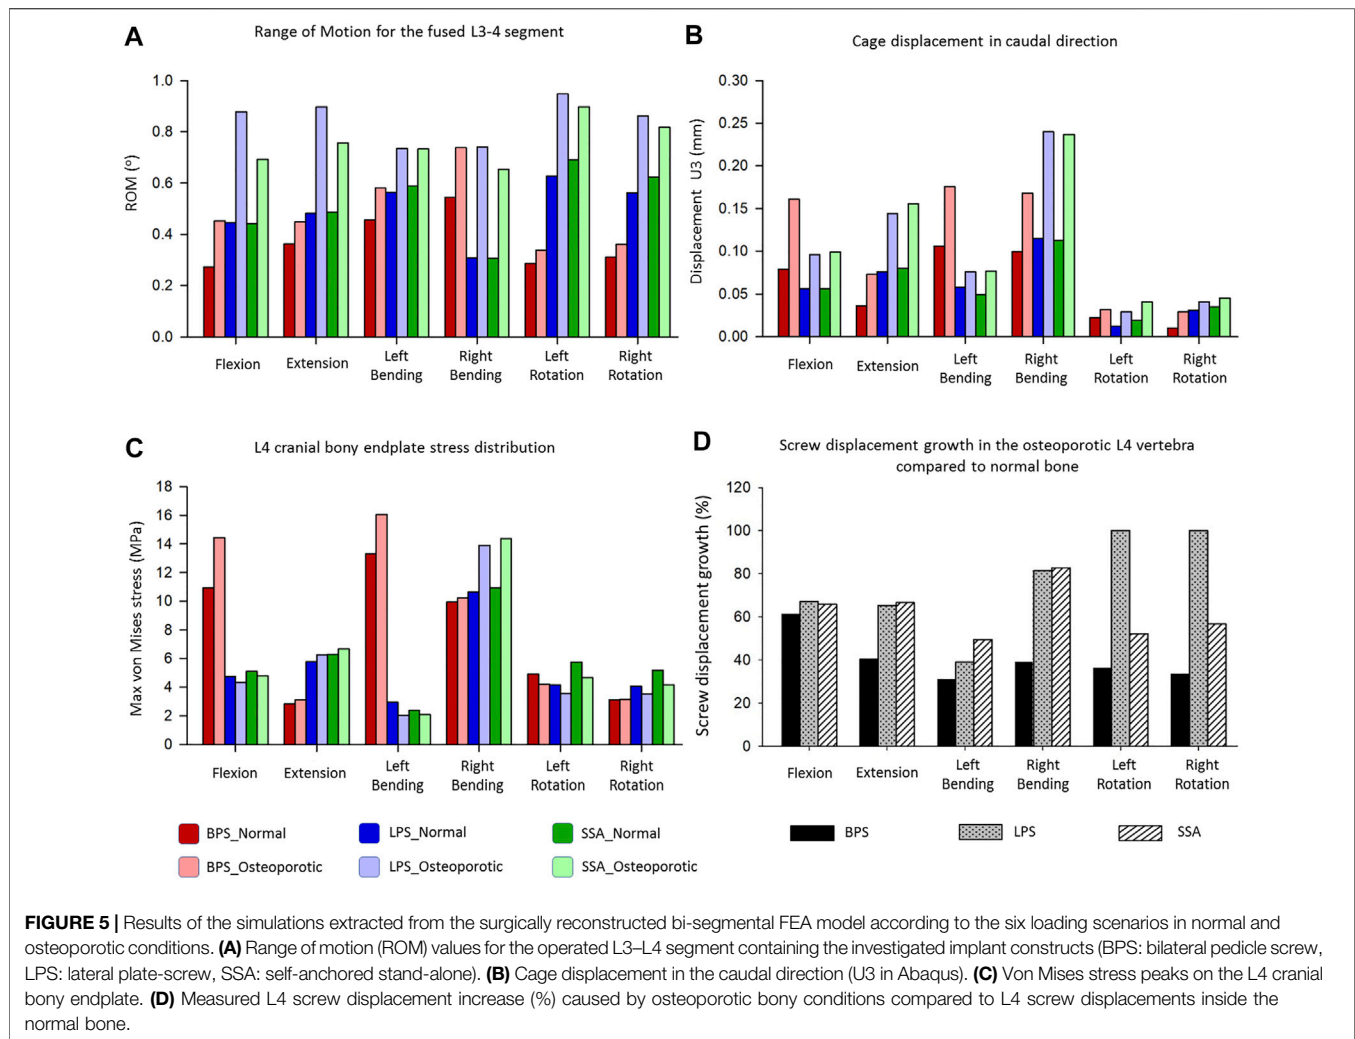 A
Range of Motion for the fused L3-4 segment
ROM (°)
1.0
0.8
0.6
0.4
0.2
0.0
Flexion
Extension
Left
Bending
Right
Bending
Left
Rotation
Right
Rotation
B
Cage displacement in caudal direction
Displacement U3 (mm)
0.30
0.25
0.20
0.15
0.10
0.05
0.00
Flexion
Extension
Left
Bending
Right
Bending
Left
Rotation
Right
Rotation
C
L4 cranial bony endplate stress distribution
Max von Mises stress (MPa)
18
16
14
12
10
8
6
4
2
0
Flexion
Extension
Left
Bending
Right
Bending
Left
Rotation
Right
Rotation
BPS_Normal
LPS_Normal
SSA_Normal
BPS_Osteoporotic
LPS_Osteoporotic
SSA_Osteoporotic
D
Screw displacement growth in the osteoporotic L4 vertebra
compared to normal bone
Screw displacement growth (%)
120
100
80
60
40
20
0
Flexion
Extension
Left
Bending
Right
Bending
Left
Rotation
Right
Rotation
BPS
LPS
SSA
FIGURE 5 | Results of the simulations extracted from the surgically reconstructed bi-segmental FEA model according to the six loading scenarios in normal and
osteoporotic conditions. (A) Range of motion (ROM) values for the operated L3–L4 segment containing the investigated implant constructs (BPS: bilateral pedicle screw,
LPS: lateral plate-screw, SSA: self-anchored stand-alone). (B) Cage displacement in the caudal direction (U3 in Abaqus). (C) Von Mises stress peaks on the L4 cranial
bony endplate. (D) Measured L4 screw displacement increase (%) caused by osteoporotic bony conditions compared to L4 screw displacements inside the
normal bone.